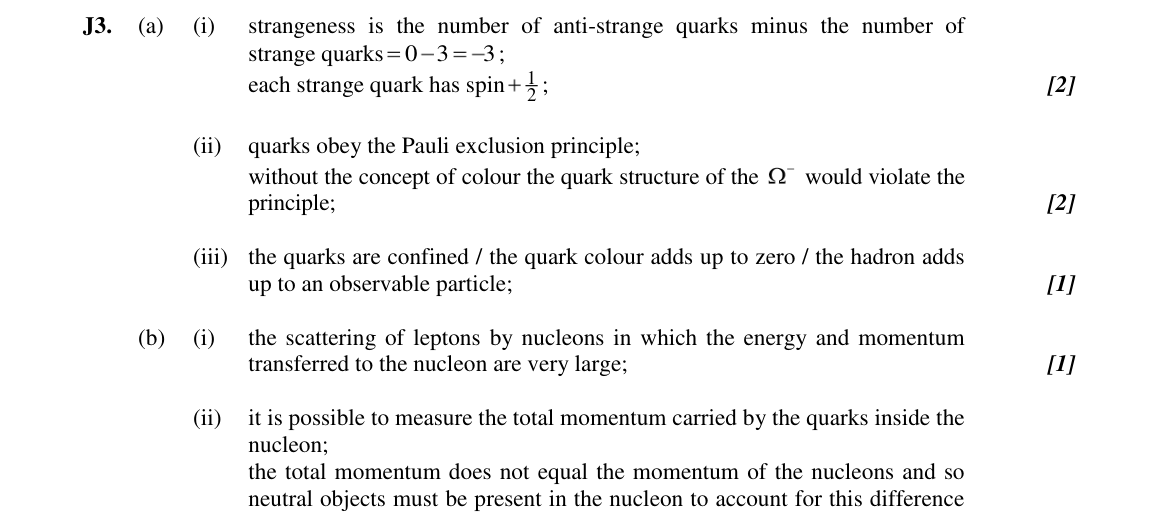 J3. (a) (i) strangeness is the number of anti-strange quarks minus the number of
strange quarks = 0 – 3 = –3 ;
each strange quark has spin + 1/2 ; [2]
(ii) quarks obey the Pauli exclusion principle;
without the concept of colour the quark structure of the Ω⁻ would violate the
principle; [2]
(iii) the quarks are confined / the quark colour adds up to zero / the hadron adds
up to an observable particle; [1]
(b) (i) the scattering of leptons by nucleons in which the energy and momentum
transferred to the nucleon are very large; [1]
(ii) it is possible to measure the total momentum carried by the quarks inside the
nucleon;
the total momentum does not equal the momentum of the nucleons and so
neutral objects must be present in the nucleon to account for this difference